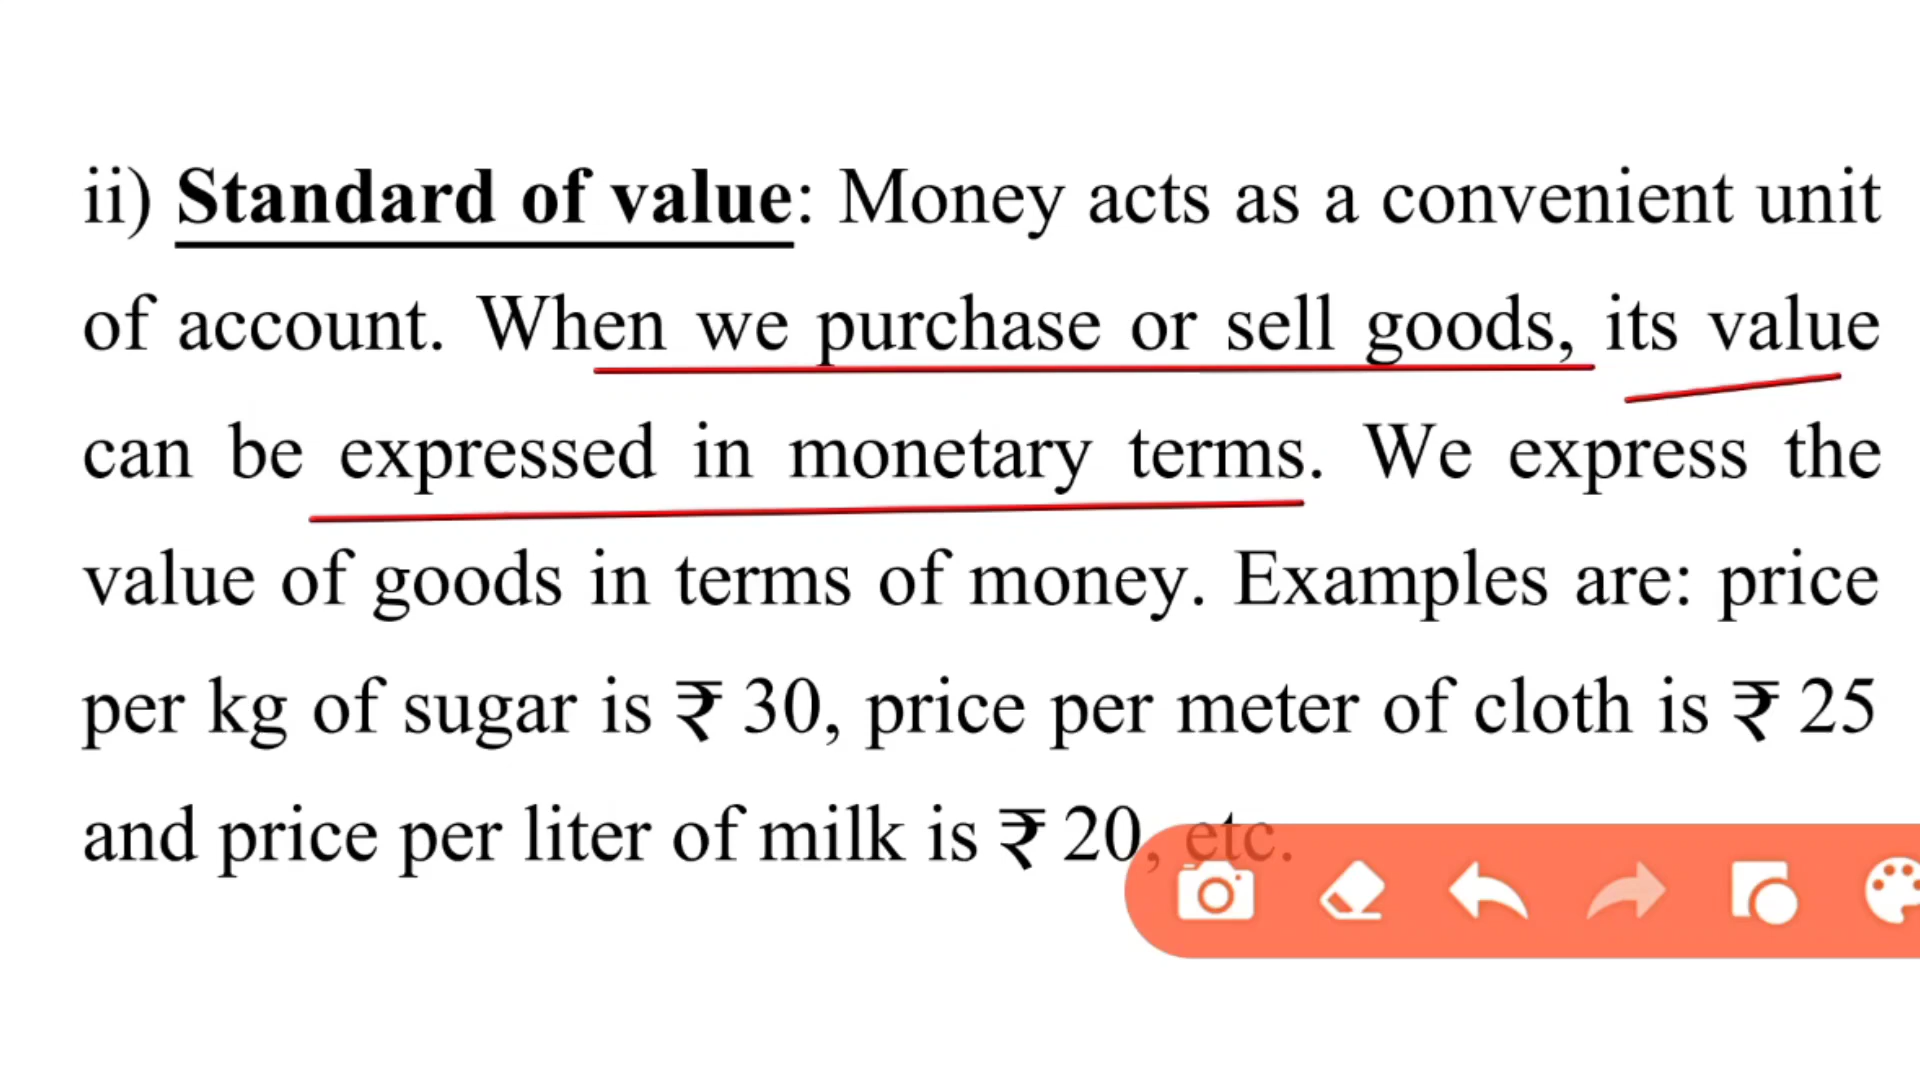 ii) Standard of value: Money acts as a convenient unit
of account. When we purchase or sell goods, its value
can be expressed in monetary terms. We express the
value of goods in terms of money. Examples are: price
per kg of sugar is ₹ 30, price per meter of cloth is ₹ 25
and price per liter of milk is ₹ 20, etc.